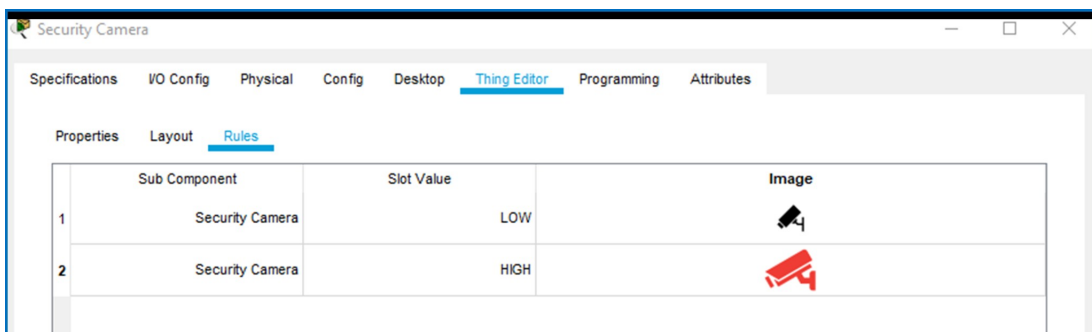 Security Camera
Specifications I/O Config Physical Config Desktop Thing Editor Programming Attributes
Properties Layout Rules
Sub Component Slot Value Image
1 Security Camera LOW
2 Security Camera HIGH